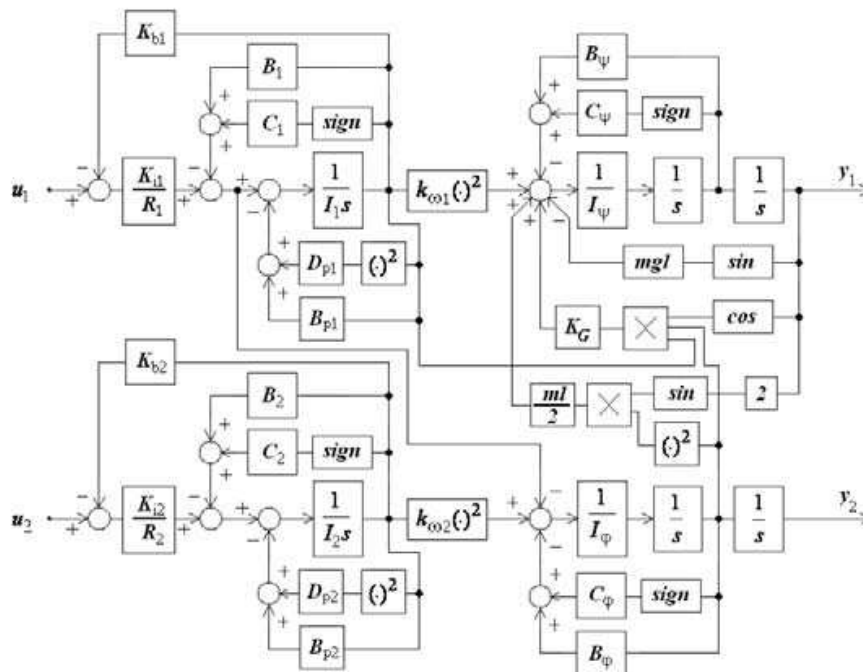 K_b1
B_1
B_ψ
C_1 sign
C_ψ sign
u_1 K_i1/R_1 1/(I_1 s) k_ω1(·)² 1/I_ψ 1/s 1/s y_1
mgl sin
D_p1 (·)²
B_p1
K_G × cos
K_b2
ml/2 × sin 2
B_2
(·)²
C_2 sign
u_2 K_i2/R_2 1/(I_2 s) k_ω2(·)² 1/I_φ 1/s 1/s y_2
D_p2 (·)²
C_φ sign
B_p2
B_φ